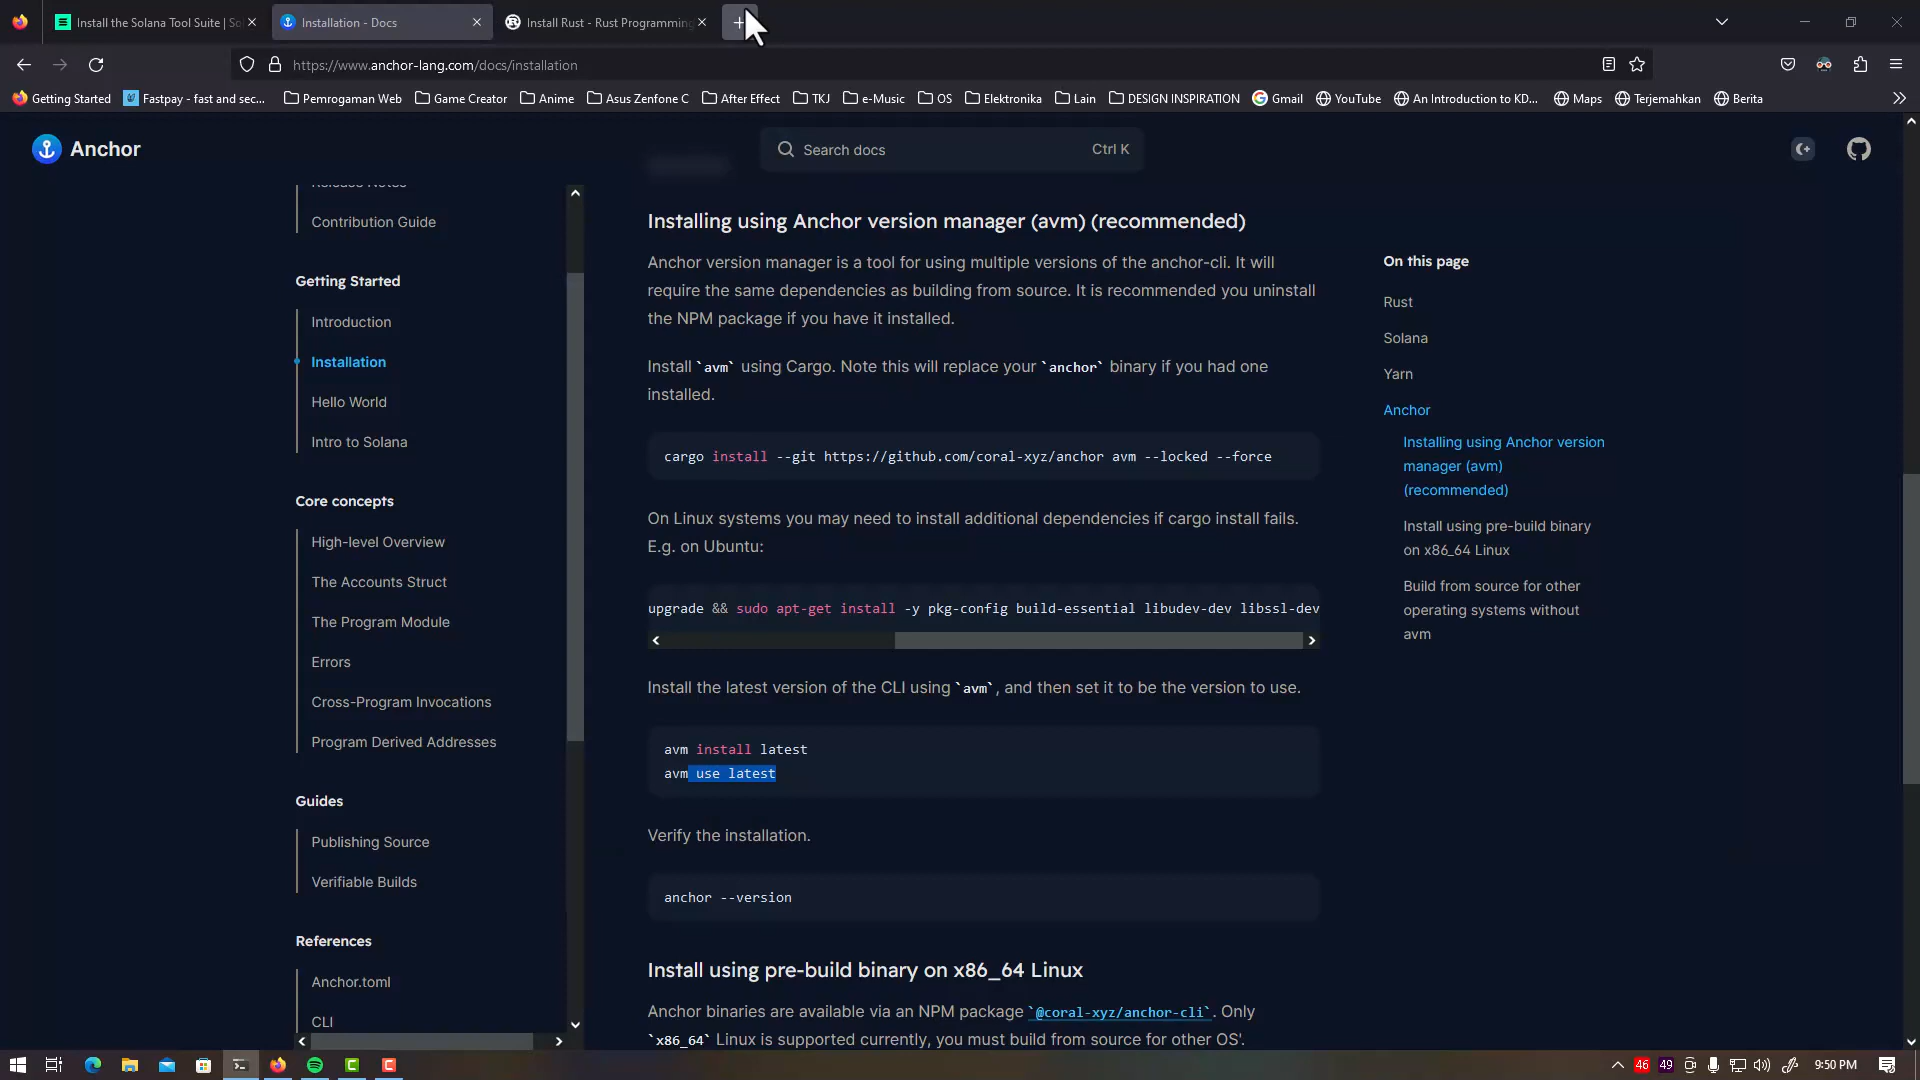 Install the Solana Tool Suite | Sol
Installation - Docs
Install Rust - Rust Programming
https://www.anchor-lang.com/docs/installation
Getting Started
Fastpay - fast and sec...
Pemrogaman Web
Game Creator
Anime
Asus Zenfone C
After Effect
TKJ
e-Music
OS
Elektronika
Lain
DESIGN INSPIRATION
Gmail
YouTube
An Introduction to KD...
Maps
Terjemahkan
Berita
Anchor
Search docs
Ctrl K
Release Notes
Contribution Guide
Getting Started
Introduction
Installation
Hello World
Intro to Solana
Core concepts
High-level Overview
The Accounts Struct
The Program Module
Errors
Cross-Program Invocations
Program Derived Addresses
Guides
Publishing Source
Verifiable Builds
References
Anchor.toml
CLI
Installing using Anchor version manager (avm) (recommended)
Anchor version manager is a tool for using multiple versions of the anchor-cli. It will
require the same dependencies as building from source. It is recommended you uninstall
the NPM package if you have it installed.
Install `avm` using Cargo. Note this will replace your `anchor` binary if you had one
installed.
cargo install --git https://github.com/coral-xyz/anchor avm --locked --force
On Linux systems you may need to install additional dependencies if cargo install fails.
E.g. on Ubuntu:
upgrade && sudo apt-get install -y pkg-config build-essential libudev-dev libssl-dev
Install the latest version of the CLI using `avm`, and then set it to be the version to use.
avm install latest
avm use latest
Verify the installation.
anchor --version
Install using pre-build binary on x86_64 Linux
Anchor binaries are available via an NPM package `@coral-xyz/anchor-cli`. Only
`x86_64` Linux is supported currently, you must build from source for other OS'.
On this page
Rust
Solana
Yarn
Anchor
Installing using Anchor version
manager (avm)
(recommended)
Install using pre-build binary
on x86_64 Linux
Build from source for other
operating systems without
avm
46
49
9:50 PM